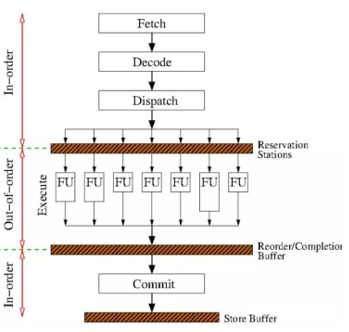 Fetch
Decode
Dispatch
In-order
Reservation
Stations
Out-of-order
Execute
FU FU FU FU FU FU FU
Reorder/Completion
Buffer
In-order
Commit
Store Buffer